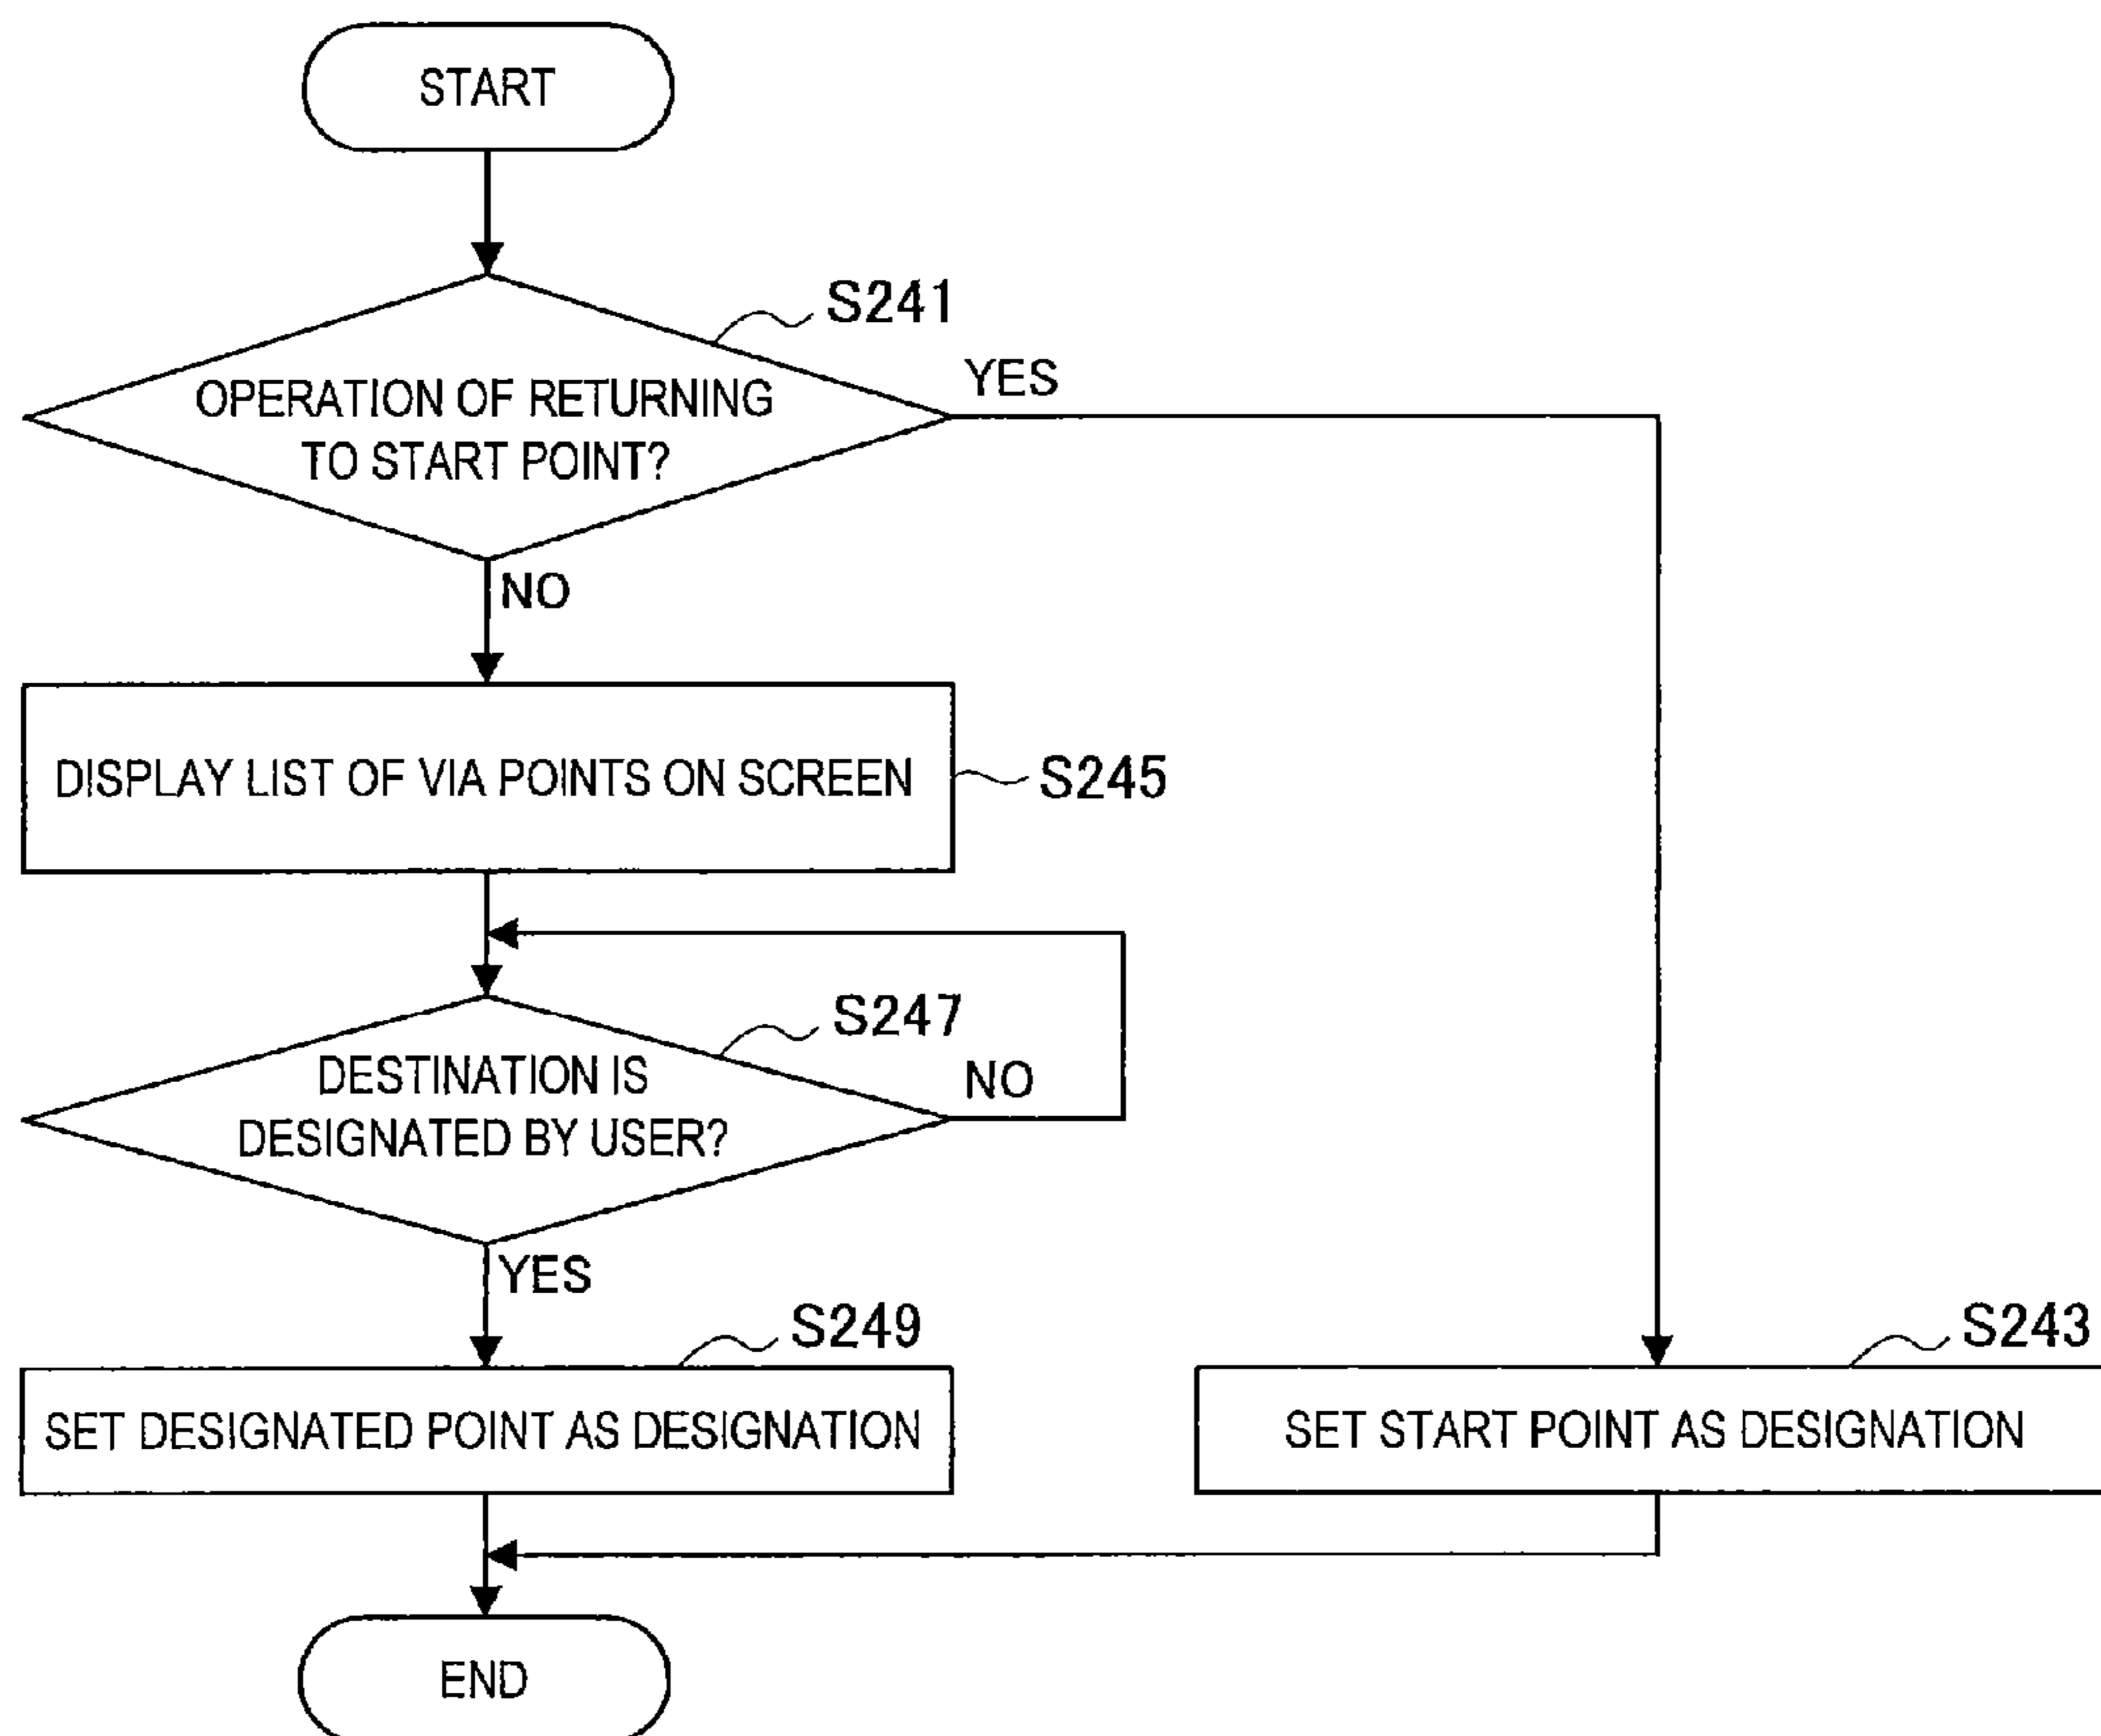 START
S241
OPERATION OF RETURNING
TO START POINT?
YES
NO
DISPLAY LIST OF VIA POINTS ON SCREEN
S245
S247
DESTINATION IS
DESIGNATED BY USER?
NO
YES
S249
SET DESIGNATED POINT AS DESIGNATION
S243
SET START POINT AS DESIGNATION
END